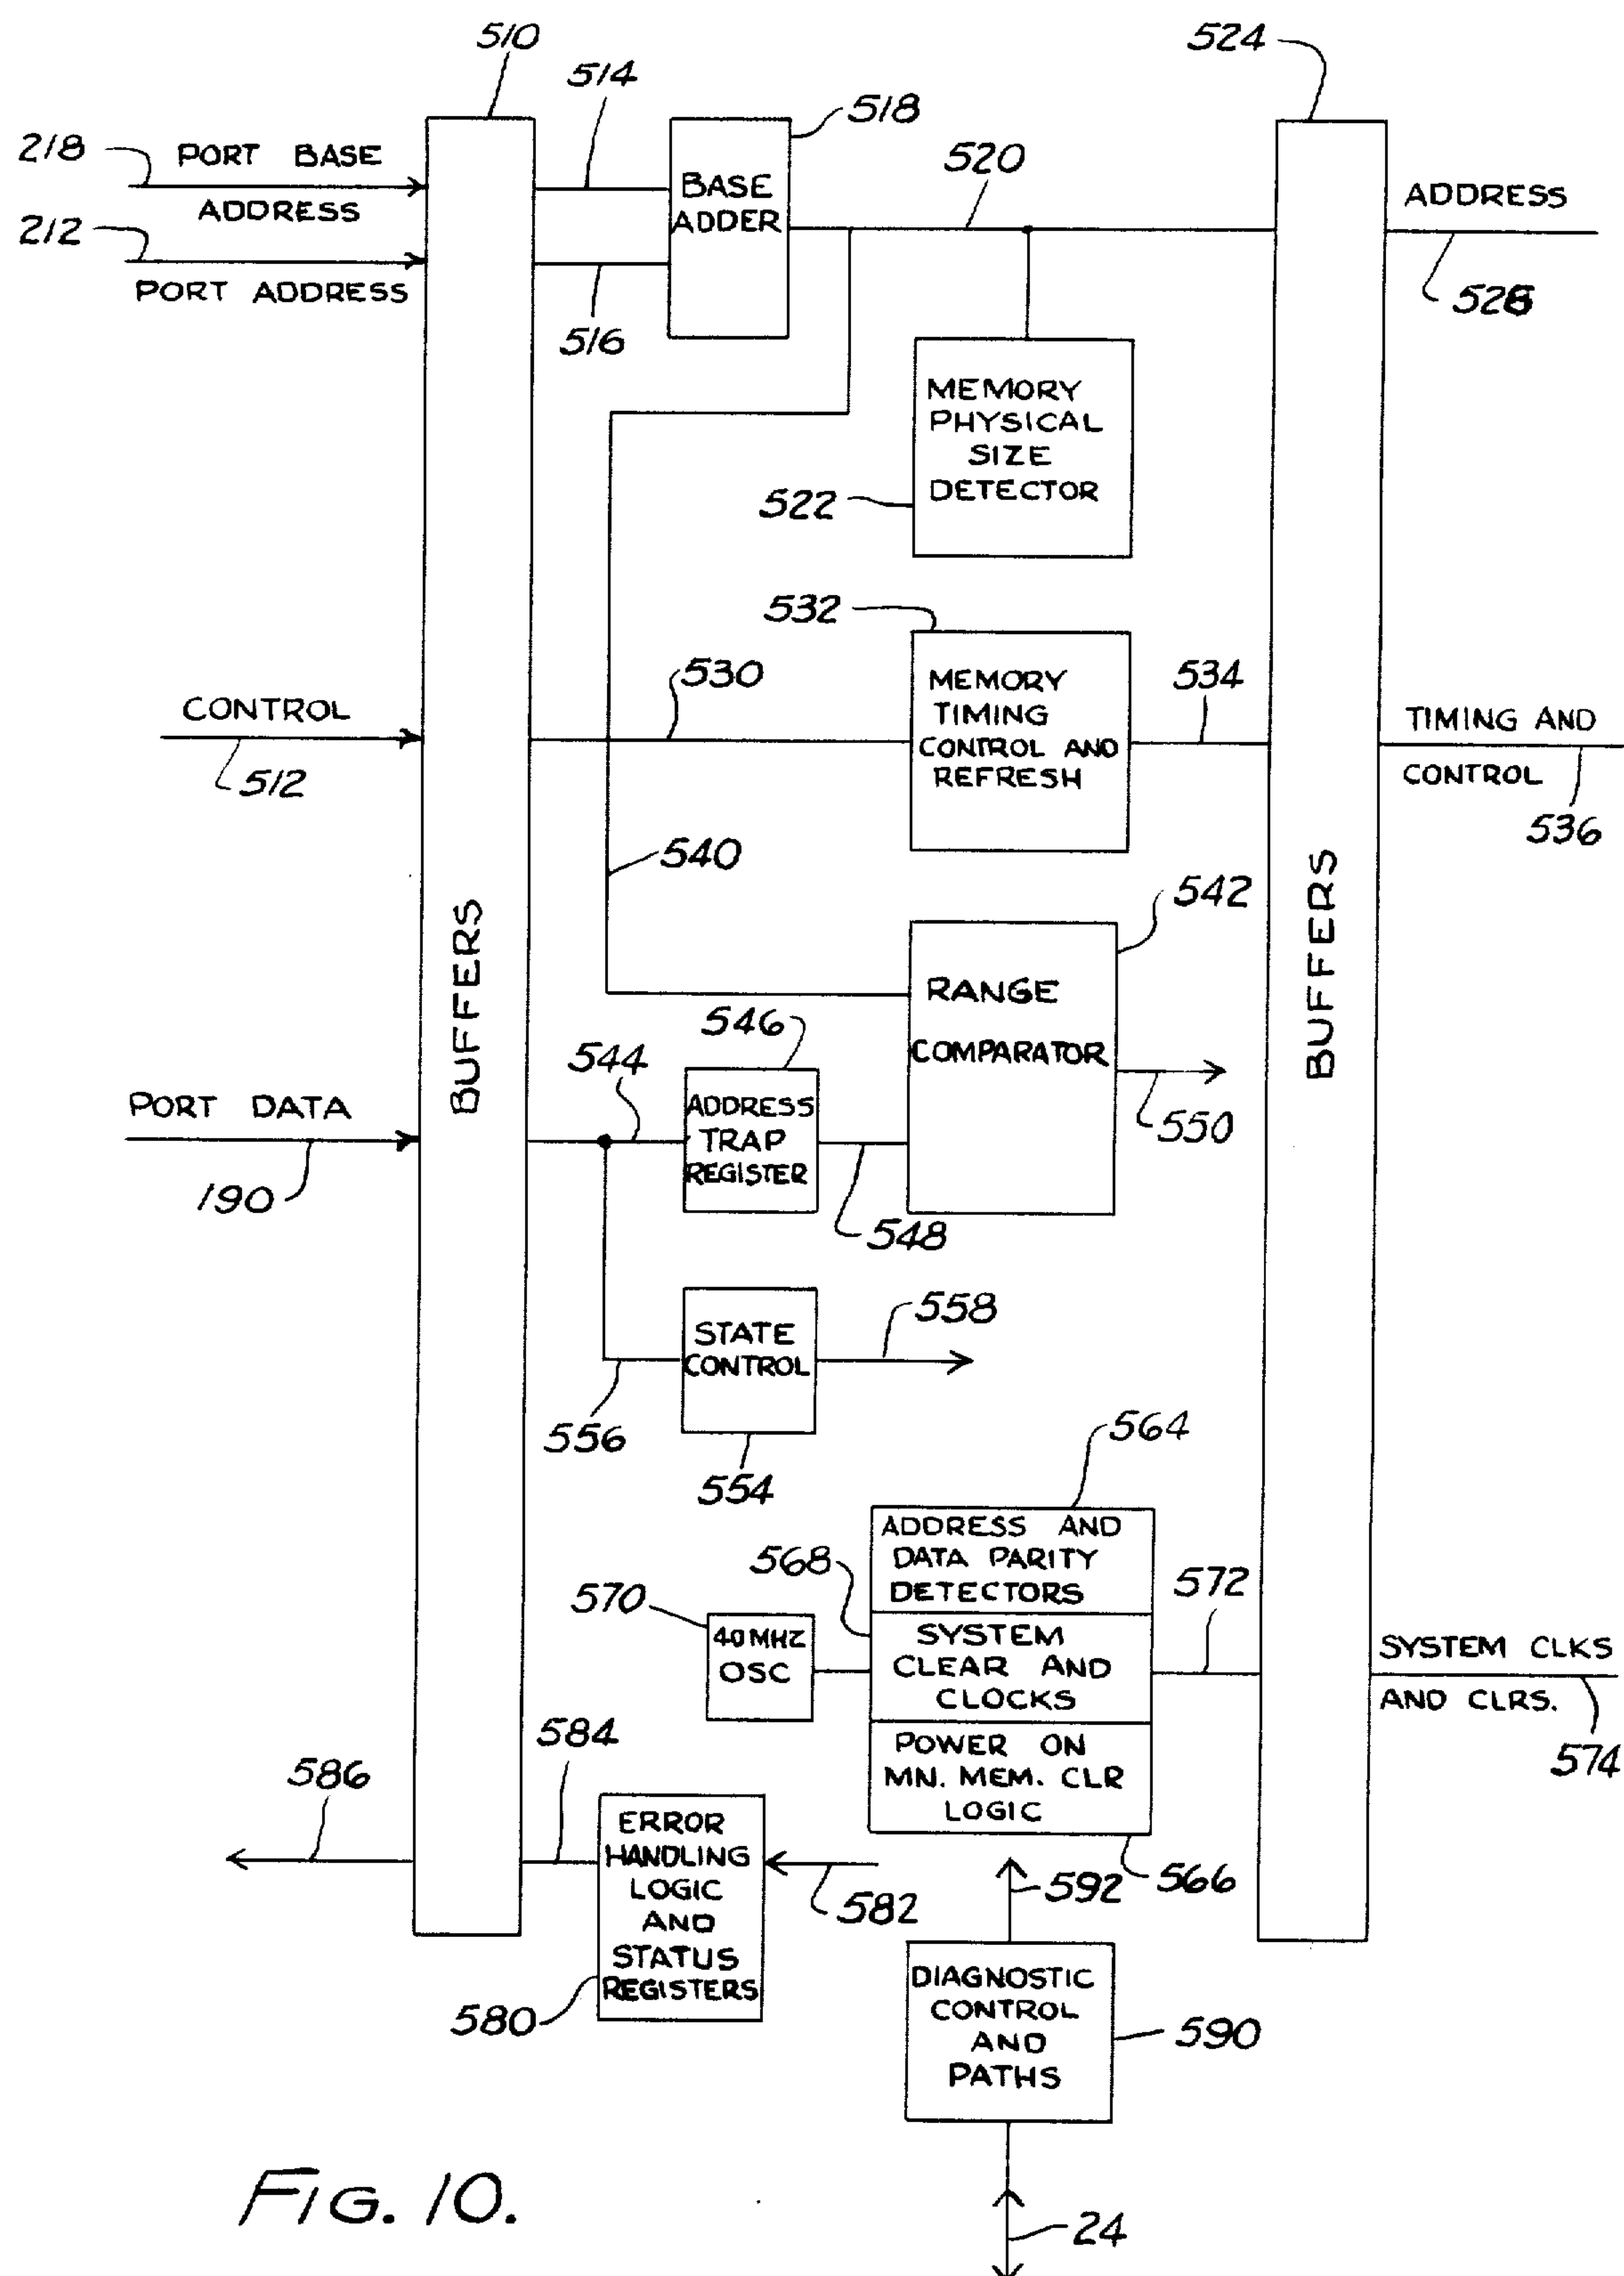 510
514
524
518
218
PORT BASE
ADDRESS
212
PORT ADDRESS
BASE
ADDER
520
ADDRESS
516
MEMORY
PHYSICAL
SIZE
DETECTOR
522
532
CONTROL
512
530
MEMORY
TIMING
CONTROL AND
REFRESH
534
TIMING AND
CONTROL
536
540
542
BUFFERS
BUFFERS
RANGE
COMPARATOR
546
544
PORT DATA
190
ADDRESS
TRAP
REGISTER
550
548
STATE
CONTROL
558
556
554
564
ADDRESS AND
DATA PARITY
DETECTORS
568
570
40 MHZ
OSC
SYSTEM
CLEAR AND
CLOCKS
572
SYSTEM CLKS
AND CLRS.
574
POWER ON
MN. MEM. CLR
LOGIC
566
584
586
ERROR
HANDLING
LOGIC
AND
STATUS
REGISTERS
582
580
592
DIAGNOSTIC
CONTROL
AND
PATHS
590
24
FIG. 10.